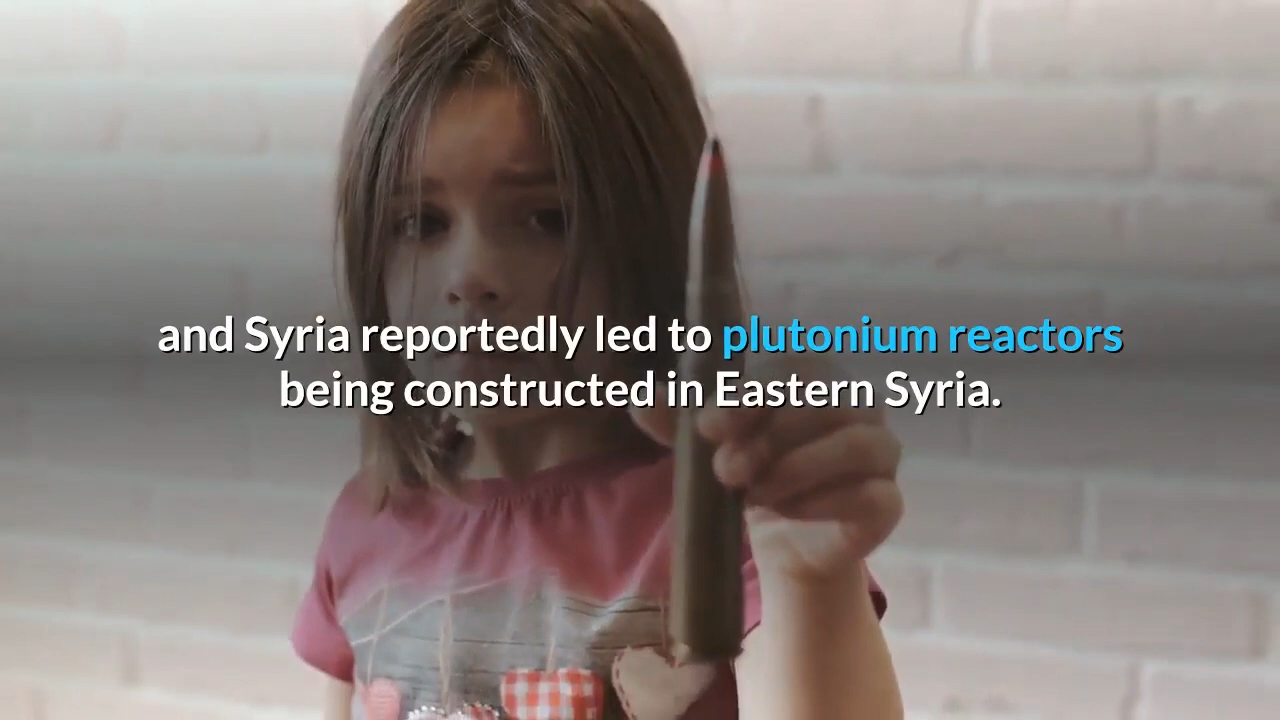 and Syria reportedly led to plutonium reactors
being constructed in Eastern Syria.